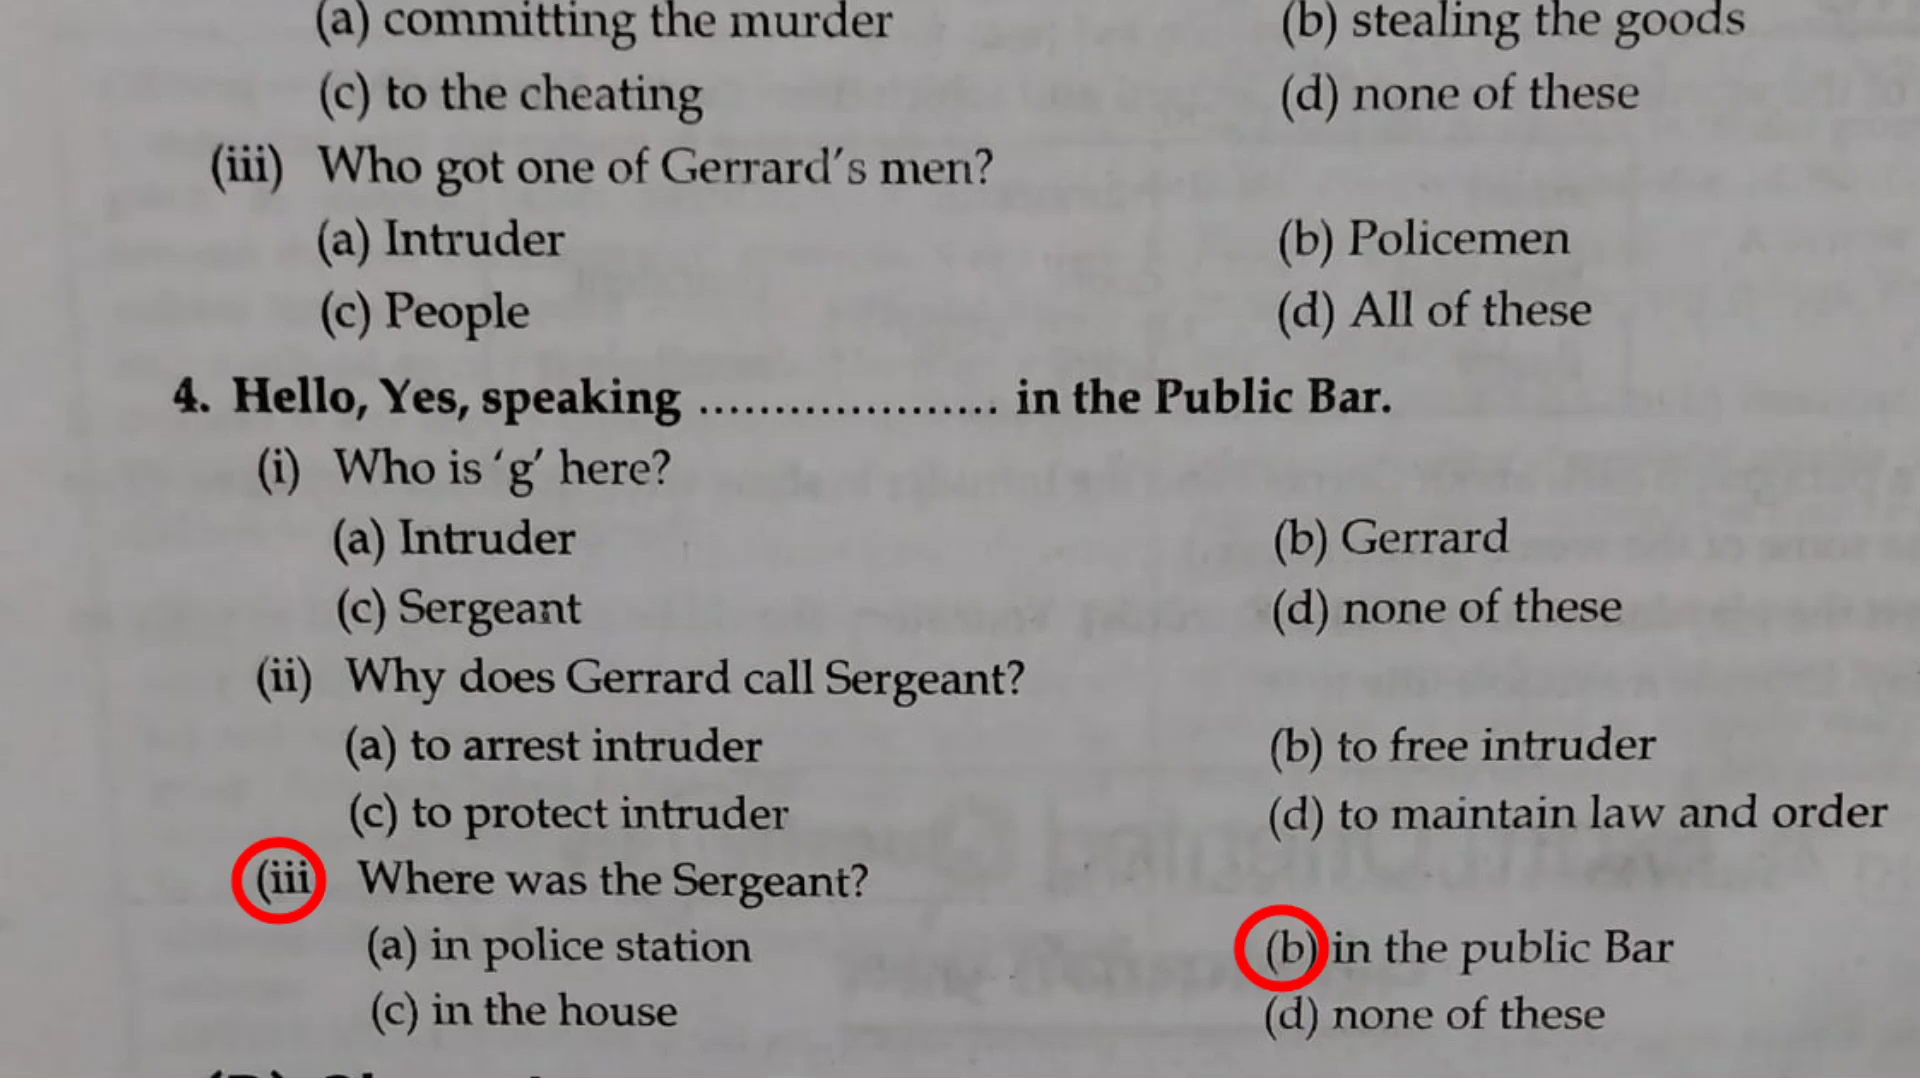 (a) committing the murder (b) stealing the goods
(c) to the cheating (d) none of these
(iii) Who got one of Gerrard's men?
(a) Intruder (b) Policemen
(c) People (d) All of these
4. Hello, Yes, speaking .................... in the Public Bar.
(i) Who is 'g' here?
(a) Intruder (b) Gerrard
(c) Sergeant (d) none of these
(ii) Why does Gerrard call Sergeant?
(a) to arrest intruder (b) to free intruder
(c) to protect intruder (d) to maintain law and order
(iii) Where was the Sergeant?
(a) in police station (b) in the public Bar
(c) in the house (d) none of these